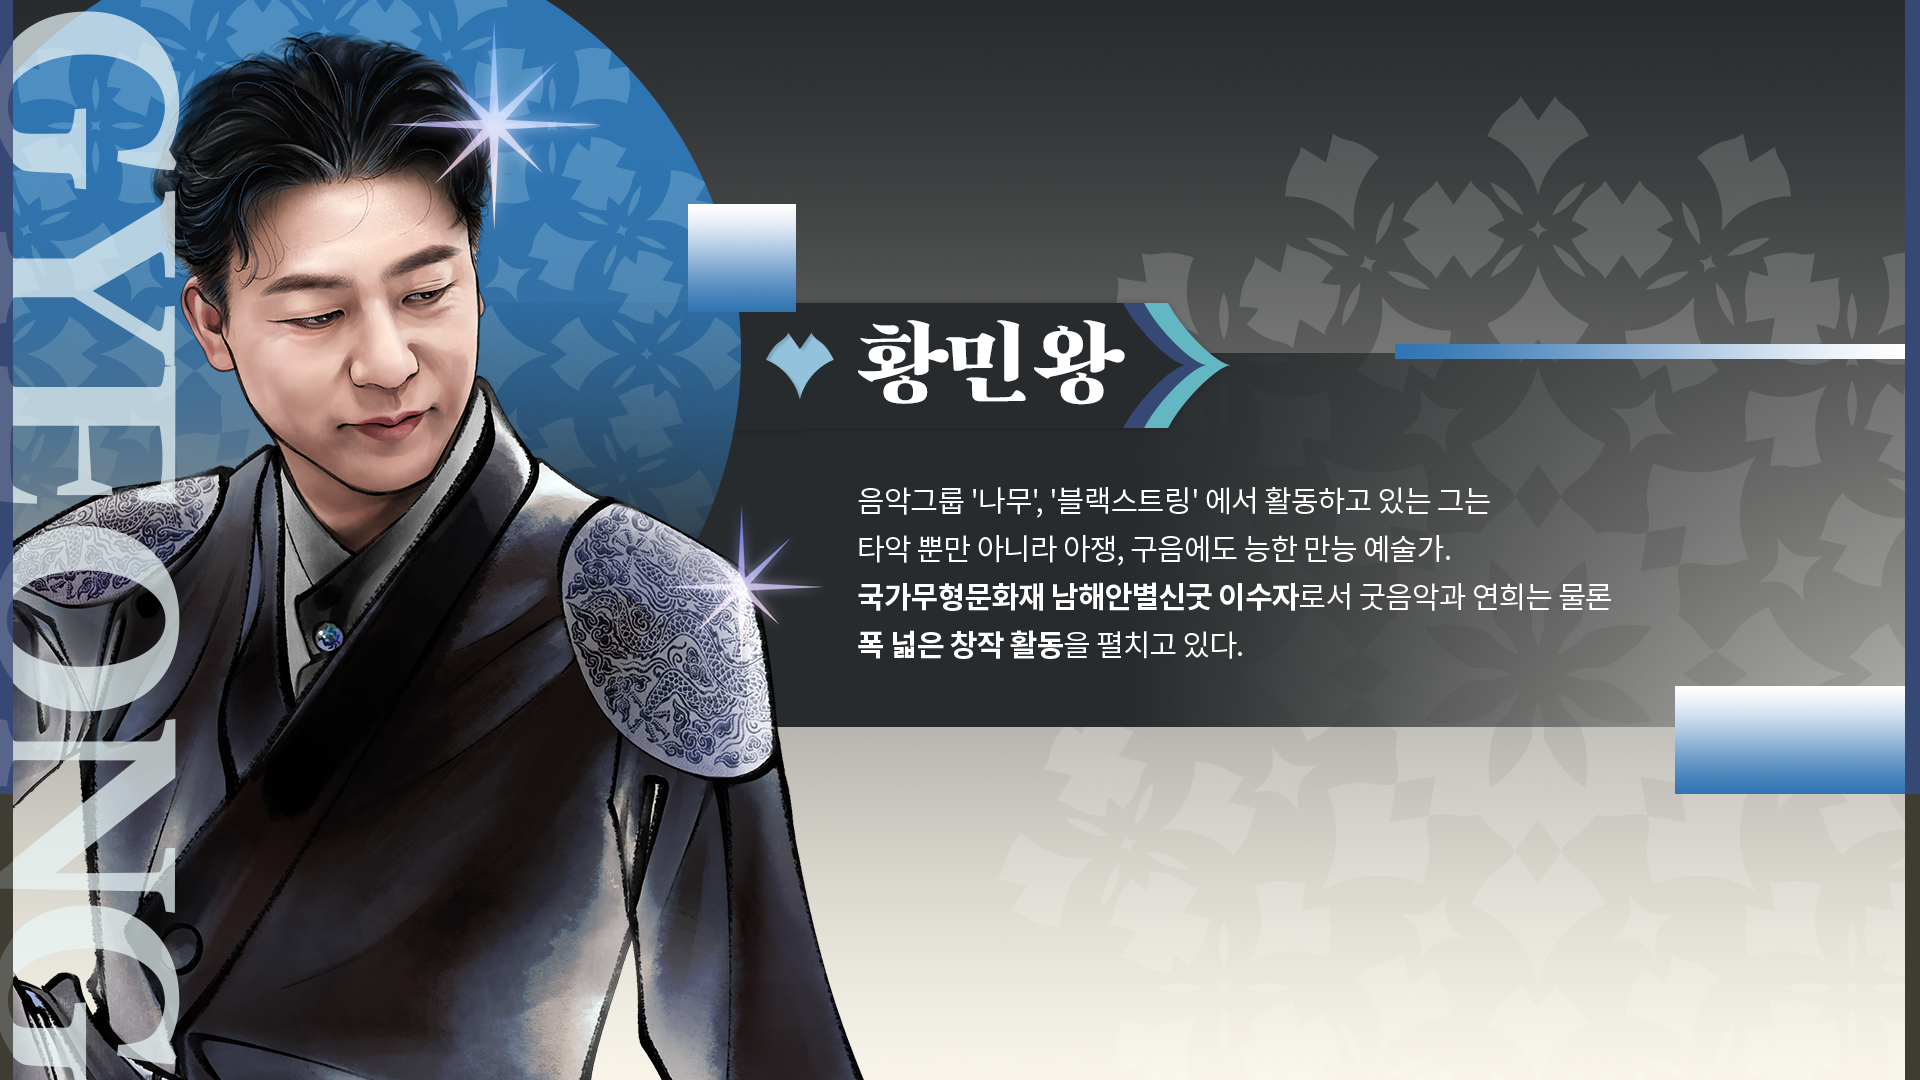 GYEONG
황민왕
음악그룹 '나무', '블랙스트링' 에서 활동하고 있는 그는
타악 뿐만 아니라 아쟁, 구음에도 능한 만능 예술가.
국가무형문화재 남해안별신굿 이수자로서 굿음악과 연희는 물론
폭 넓은 창작 활동을 펼치고 있다.